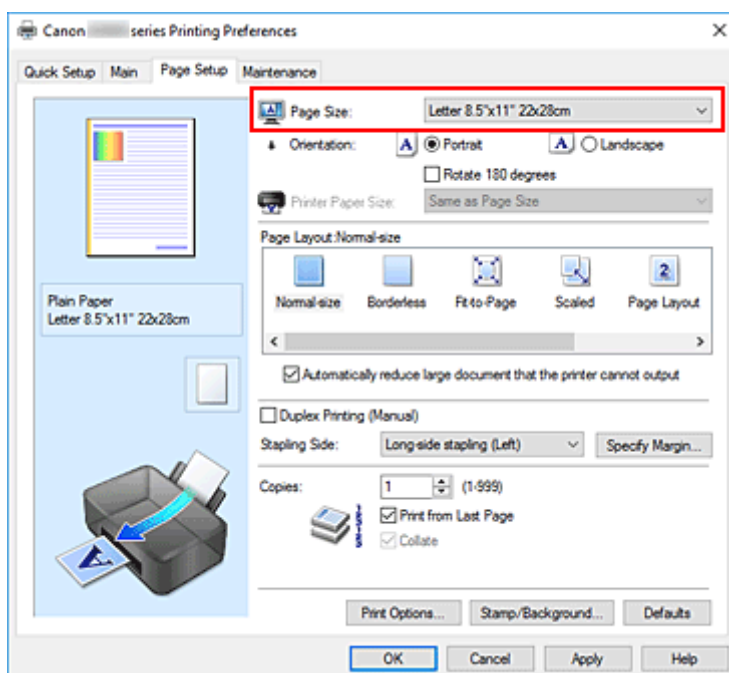 Canon series Printing Preferences
Quick Setup Main Page Setup Maintenance
Page Size: Letter 8.5"x11" 22x28cm
Orientation: A Portrait A Landscape
Rotate 180 degrees
Printer Paper Size: Same as Page Size
Page Layout:Normal-size
Normal-size Borderless Fit-to-Page Scaled Page Layout
Automatically reduce large document that the printer cannot output
Plain Paper
Letter 8.5"x11" 22x28cm
Duplex Printing (Manual)
Stapling Side: Long-side stapling (Left) Specify Margin...
Copies: 1 (1-999)
Print from Last Page
Collate
Print Options... Stamp/Background... Defaults
OK Cancel Apply Help